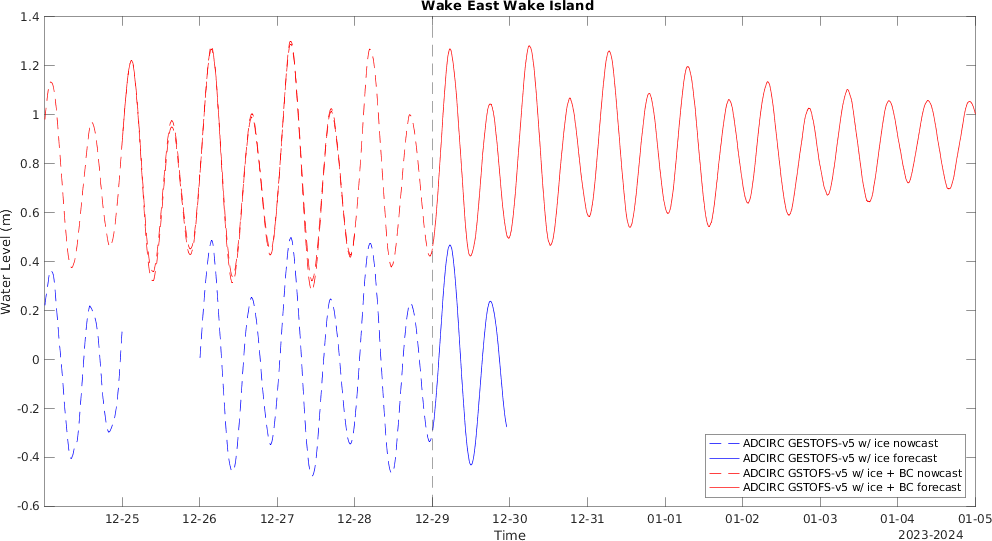 Wake East Wake Island
1.4
1.2
1
0.8
0.6
0.4
0.2
0
-0.2
-0.4
-0.6
Water Level (m)
ADCIRC GESTOFS-v5 w/ ice nowcast
ADCIRC GESTOFS-v5 w/ ice forecast
ADCIRC GSTOFS-v5 w/ ice + BC nowcast
ADCIRC GSTOFS-v5 w/ ice + BC forecast
12-25 12-26 12-27 12-28 12-29 12-30 12-31 01-01 01-02 01-03 01-04 01-05
Time
2023-2024